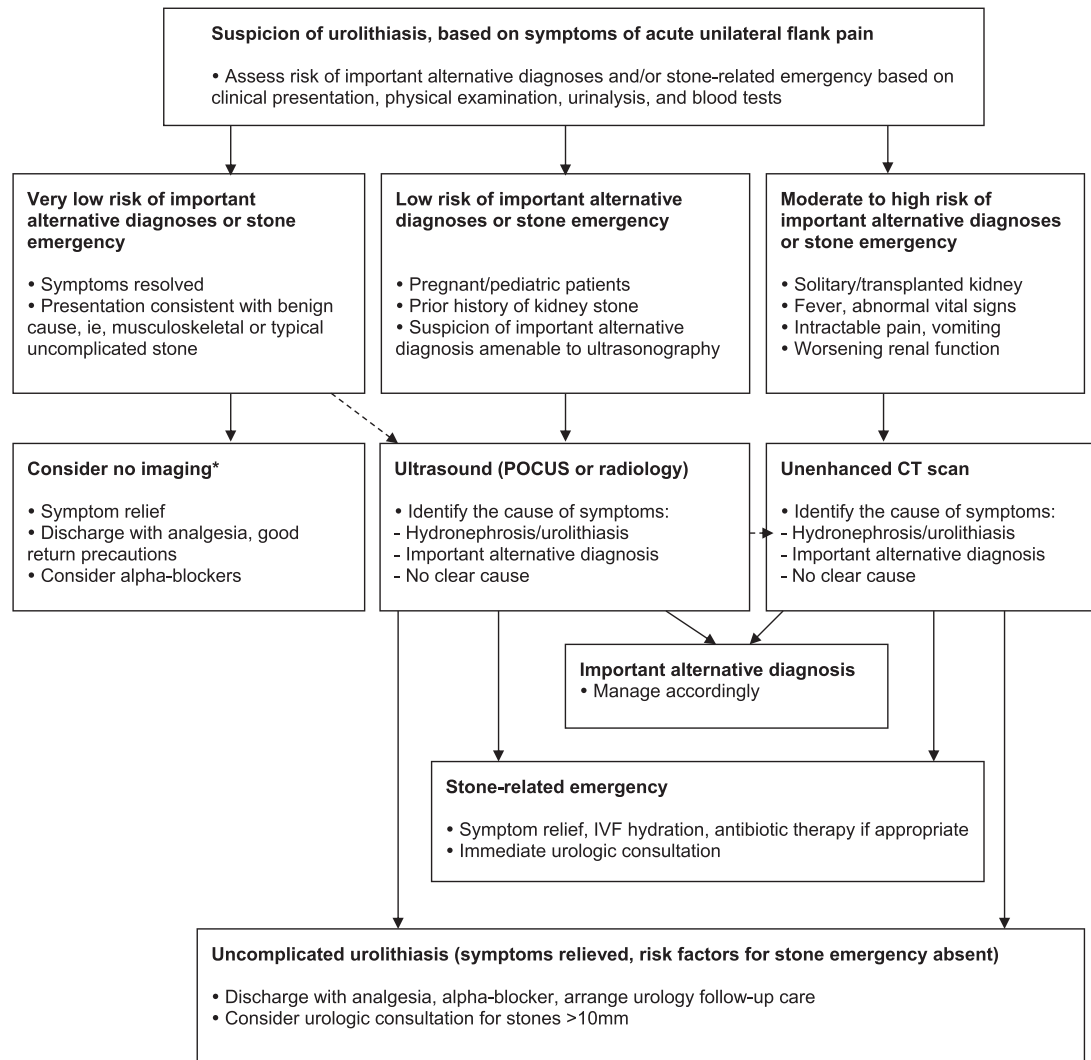 Suspicion of urolithiasis, based on symptoms of acute unilateral flank pain
• Assess risk of important alternative diagnoses and/or stone-related emergency based on
clinical presentation, physical examination, urinalysis, and blood tests
Very low risk of important
alternative diagnoses or stone
emergency
• Symptoms resolved
• Presentation consistent with benign
cause, ie, musculoskeletal or typical
uncomplicated stone
Low risk of important alternative
diagnoses or stone emergency
• Pregnant/pediatric patients
• Prior history of kidney stone
• Suspicion of important alternative
diagnosis amenable to ultrasonography
Moderate to high risk of
important alternative diagnoses
or stone emergency
• Solitary/transplanted kidney
• Fever, abnormal vital signs
• Intractable pain, vomiting
• Worsening renal function
Consider no imaging*
• Symptom relief
• Discharge with analgesia, good
return precautions
• Consider alpha-blockers
Ultrasound (POCUS or radiology)
• Identify the cause of symptoms:
- Hydronephrosis/urolithiasis
- Important alternative diagnosis
- No clear cause
Unenhanced CT scan
• Identify the cause of symptoms:
- Hydronephrosis/urolithiasis
- Important alternative diagnosis
- No clear cause
Important alternative diagnosis
• Manage accordingly
Stone-related emergency
• Symptom relief, IVF hydration, antibiotic therapy if appropriate
• Immediate urologic consultation
Uncomplicated urolithiasis (symptoms relieved, risk factors for stone emergency absent)
• Discharge with analgesia, alpha-blocker, arrange urology follow-up care
• Consider urologic consultation for stones >10mm